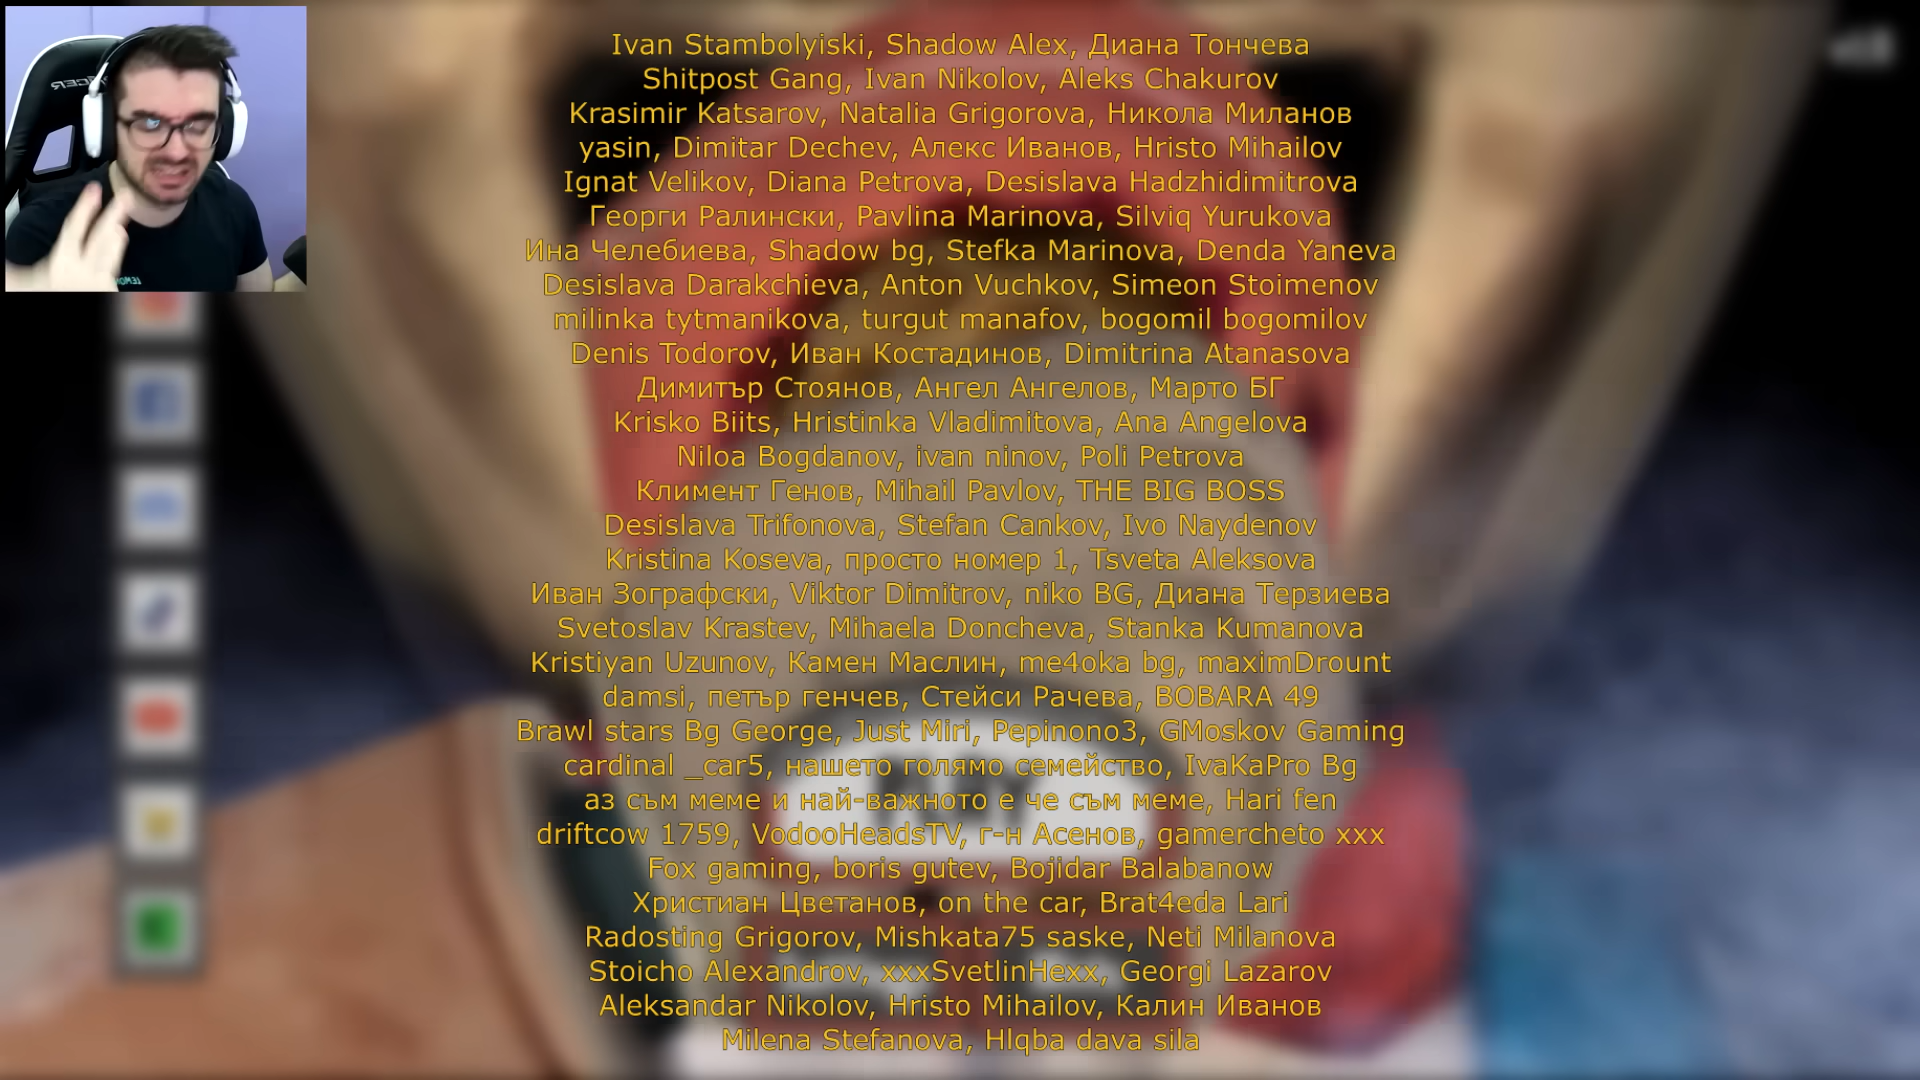 Ivan Stambolyiski, Shadow Alex, Диана Тончева
Shitpost Gang, Ivan Nikolov, Aleks Chakurov
Krasimir Katsarov, Natalia Grigorova, Никола Миланов
yasin, Dimitar Dechev, Алекс Иванов, Hristo Mihailov
Ignat Velikov, Diana Petrova, Desislava Hadzhidimitrova
Георги Ралински, Pavlina Marinova, Silviq Yurukova
Ина Челебиева, Shadow bg, Stefka Marinova, Denda Yaneva
Desislava Darakchieva, Anton Vuchkov, Simeon Stoimenov
milinka tytmanikova, turgut manafov, bogomil bogomilov
Denis Todorov, Иван Костадинов, Dimitrina Atanasova
Димитър Стоянов, Ангел Ангелов, Марто БГ
Krisko Biits, Hristinka Vladimitova, Ana Angelova
Niloa Bogdanov, ivan ninov, Poli Petrova
Климент Генов, Mihail Pavlov, THE BIG BOSS
Desislava Trifonova, Stefan Cankov, Ivo Naydenov
Kristina Koseva, просто номер 1, Tsveta Aleksova
Иван Зографски, Viktor Dimitrov, niko BG, Диана Терзиева
Svetoslav Krastev, Mihaela Doncheva, Stanka Kumanova
Kristiyan Uzunov, Камен Маслин, me4oka bg, maximDrount
damsi, петър генчев, Стейси Рачева, BOBARA 49
Brawl stars Bg George, Just Miri, Pepinono3, GMoskov Gaming
cardinal _car5, нашето голямо семейство, IvaKaPro Bg
аз съм меме и най-важното е че съм меме, Hari fen
driftcow 1759, VodooHeadsTV, г-н Асенов, gamercheto xxx
Fox gaming, boris gutev, Bojidar Balabanow
Християн Цветанов, on the car, Brat4eda Lari
Radosting Grigorov, Mishkata75 saske, Neti Milanova
Stoicho Alexandrov, xxxSvetlinHexx, Georgi Lazarov
Aleksandar Nikolov, Hristo Mihailov, Калин Иванов
Milena Stefanova, Hlqba dava sila